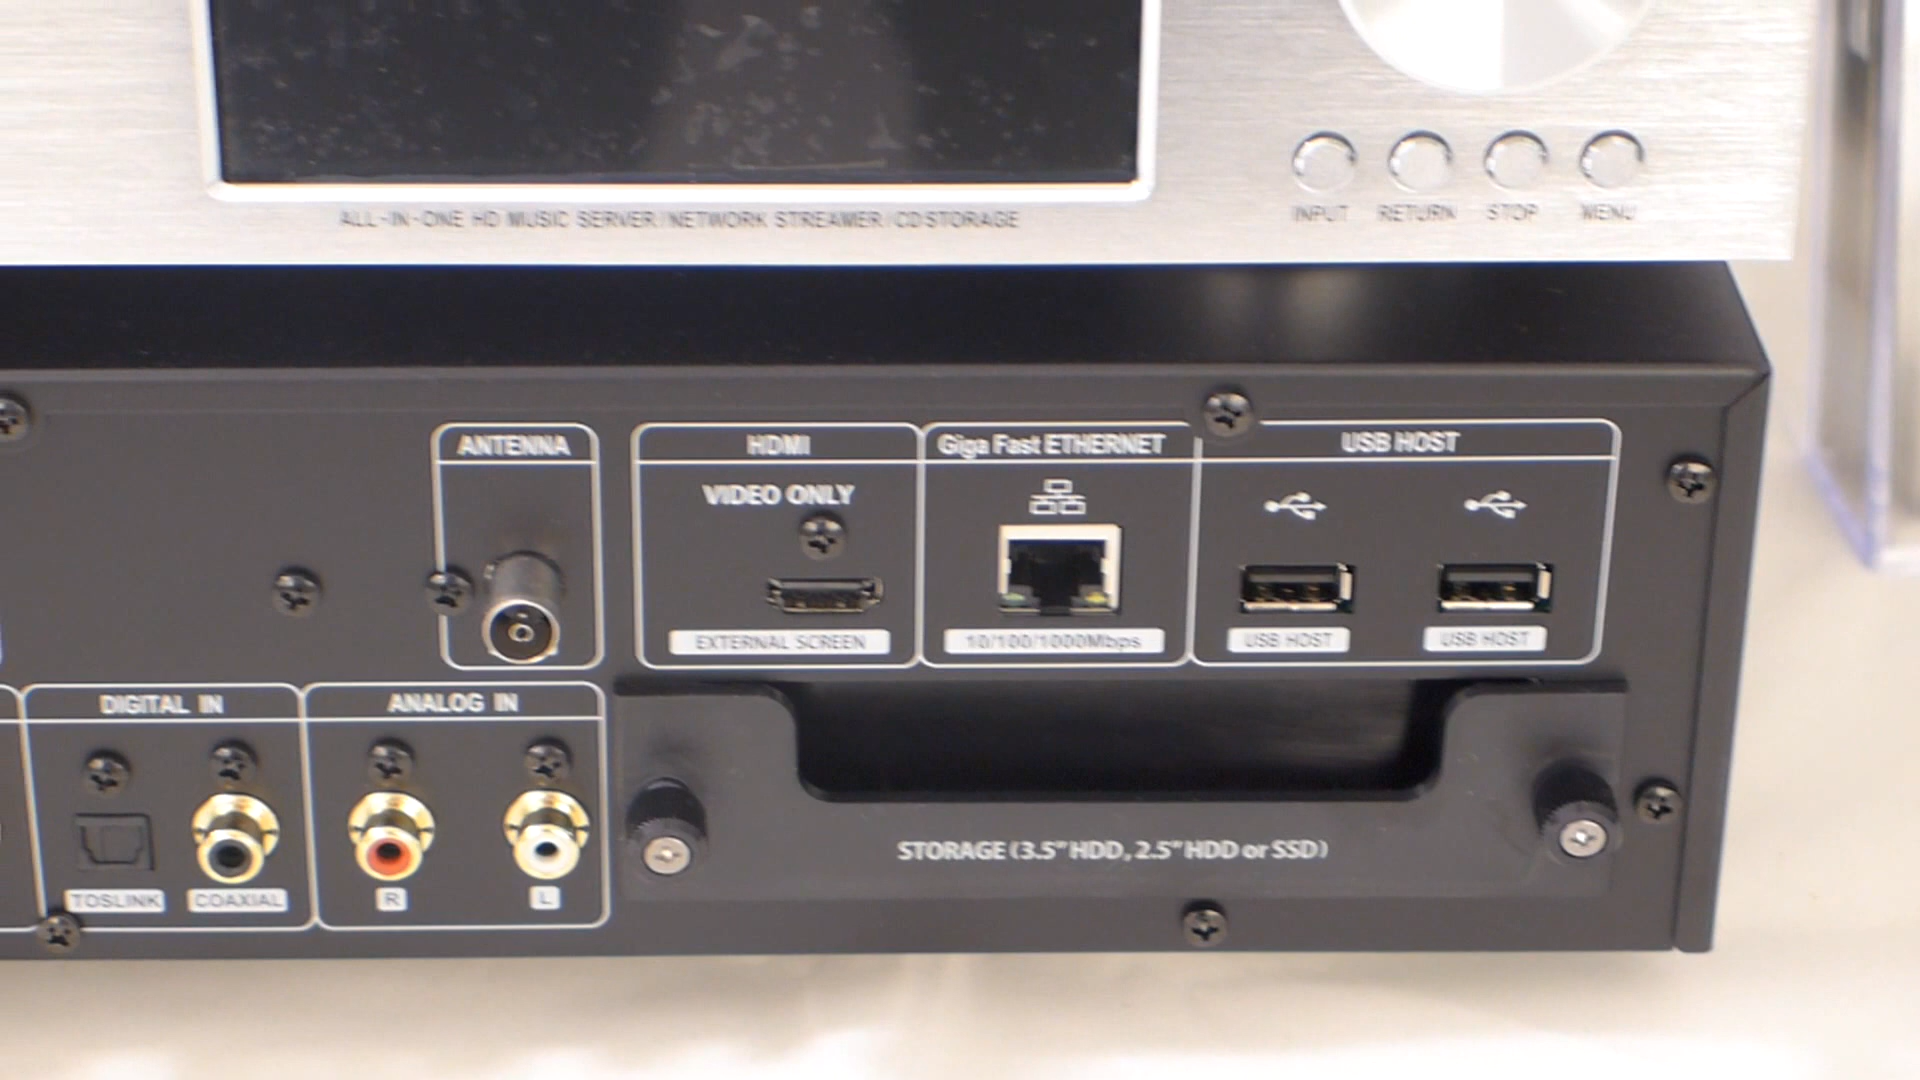 ALL-IN-ONE HD MUSIC SERVER/NETWORK STREAMER/CD STORAGE
INPUT RETURN STOP MENU
ANTENNA
HDMI
VIDEO ONLY
EXTERNAL SCREEN
Giga Fast ETHERNET
10/100/1000Mbps
USB HOST
USB HOST
USB HOST
DIGITAL IN
TOSLINK
COAXIAL
ANALOG IN
R
L
STORAGE (3.5" HDD, 2.5" HDD or SSD)